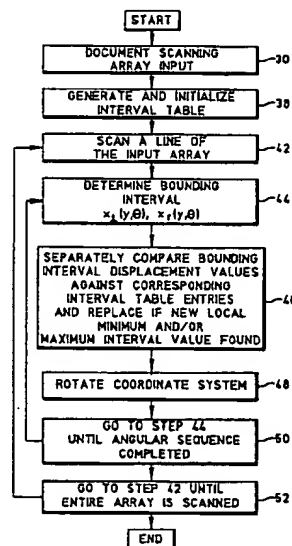 START
DOCUMENT SCANNING
ARRAY INPUT
30
GENERATE AND INITIALIZE
INTERVAL TABLE
38
SCAN A LINE OF
THE INPUT ARRAY
42
DETERMINE BOUNDING
INTERVAL
x_ℓ(y,θ), x_r(y,θ)
44
SEPARATELY COMPARE BOUNDING
INTERVAL DISPLACEMENT VALUES
AGAINST CORRESPONDING
INTERVAL TABLE ENTRIES
AND REPLACE IF NEW LOCAL
MINIMUM AND/OR
MAXIMUM INTERVAL VALUE FOUND
ROTATE COORDINATE SYSTEM
48
GO TO STEP 44
UNTIL ANGULAR SEQUENCE
COMPLETED
50
GO TO STEP 42 UNTIL
ENTIRE ARRAY IS SCANNED
52
END